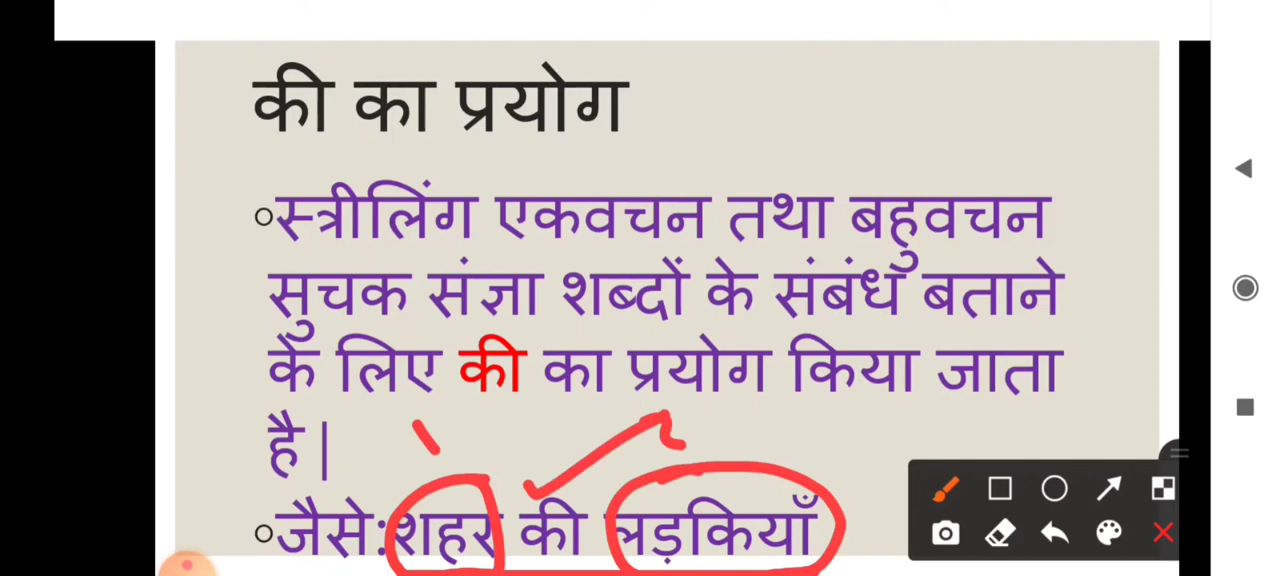 की का प्रयोग
स्त्रीलिंग एकवचन तथा बहुवचन
सुचक संज्ञा शब्दों के संबंध बताने
के लिए की का प्रयोग किया जाता
है|
जैसे:शहर की लड़कियाँ